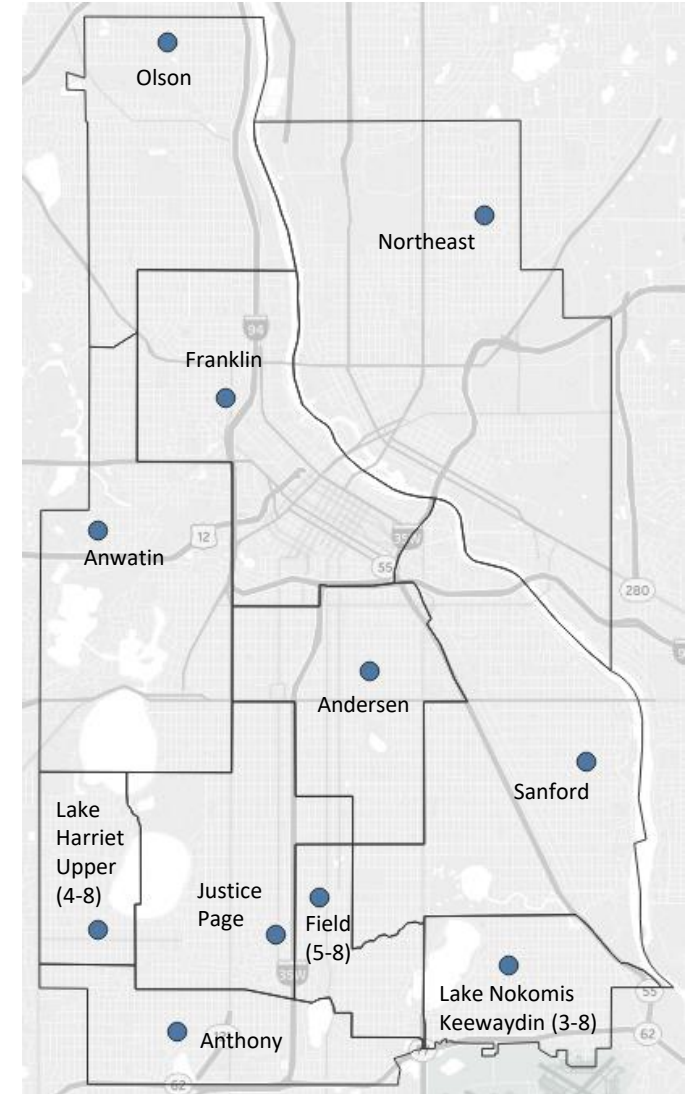 Olson
Northeast
94
Franklin
12
Anwatin
35W
55
280
Andersen
Sanford
Lake
Harriet
Upper
(4-8)
Justice
Page
Field
(5-8)
35W
Lake Nokomis
Keewaydin (3-8)
55
62
Anthony
62